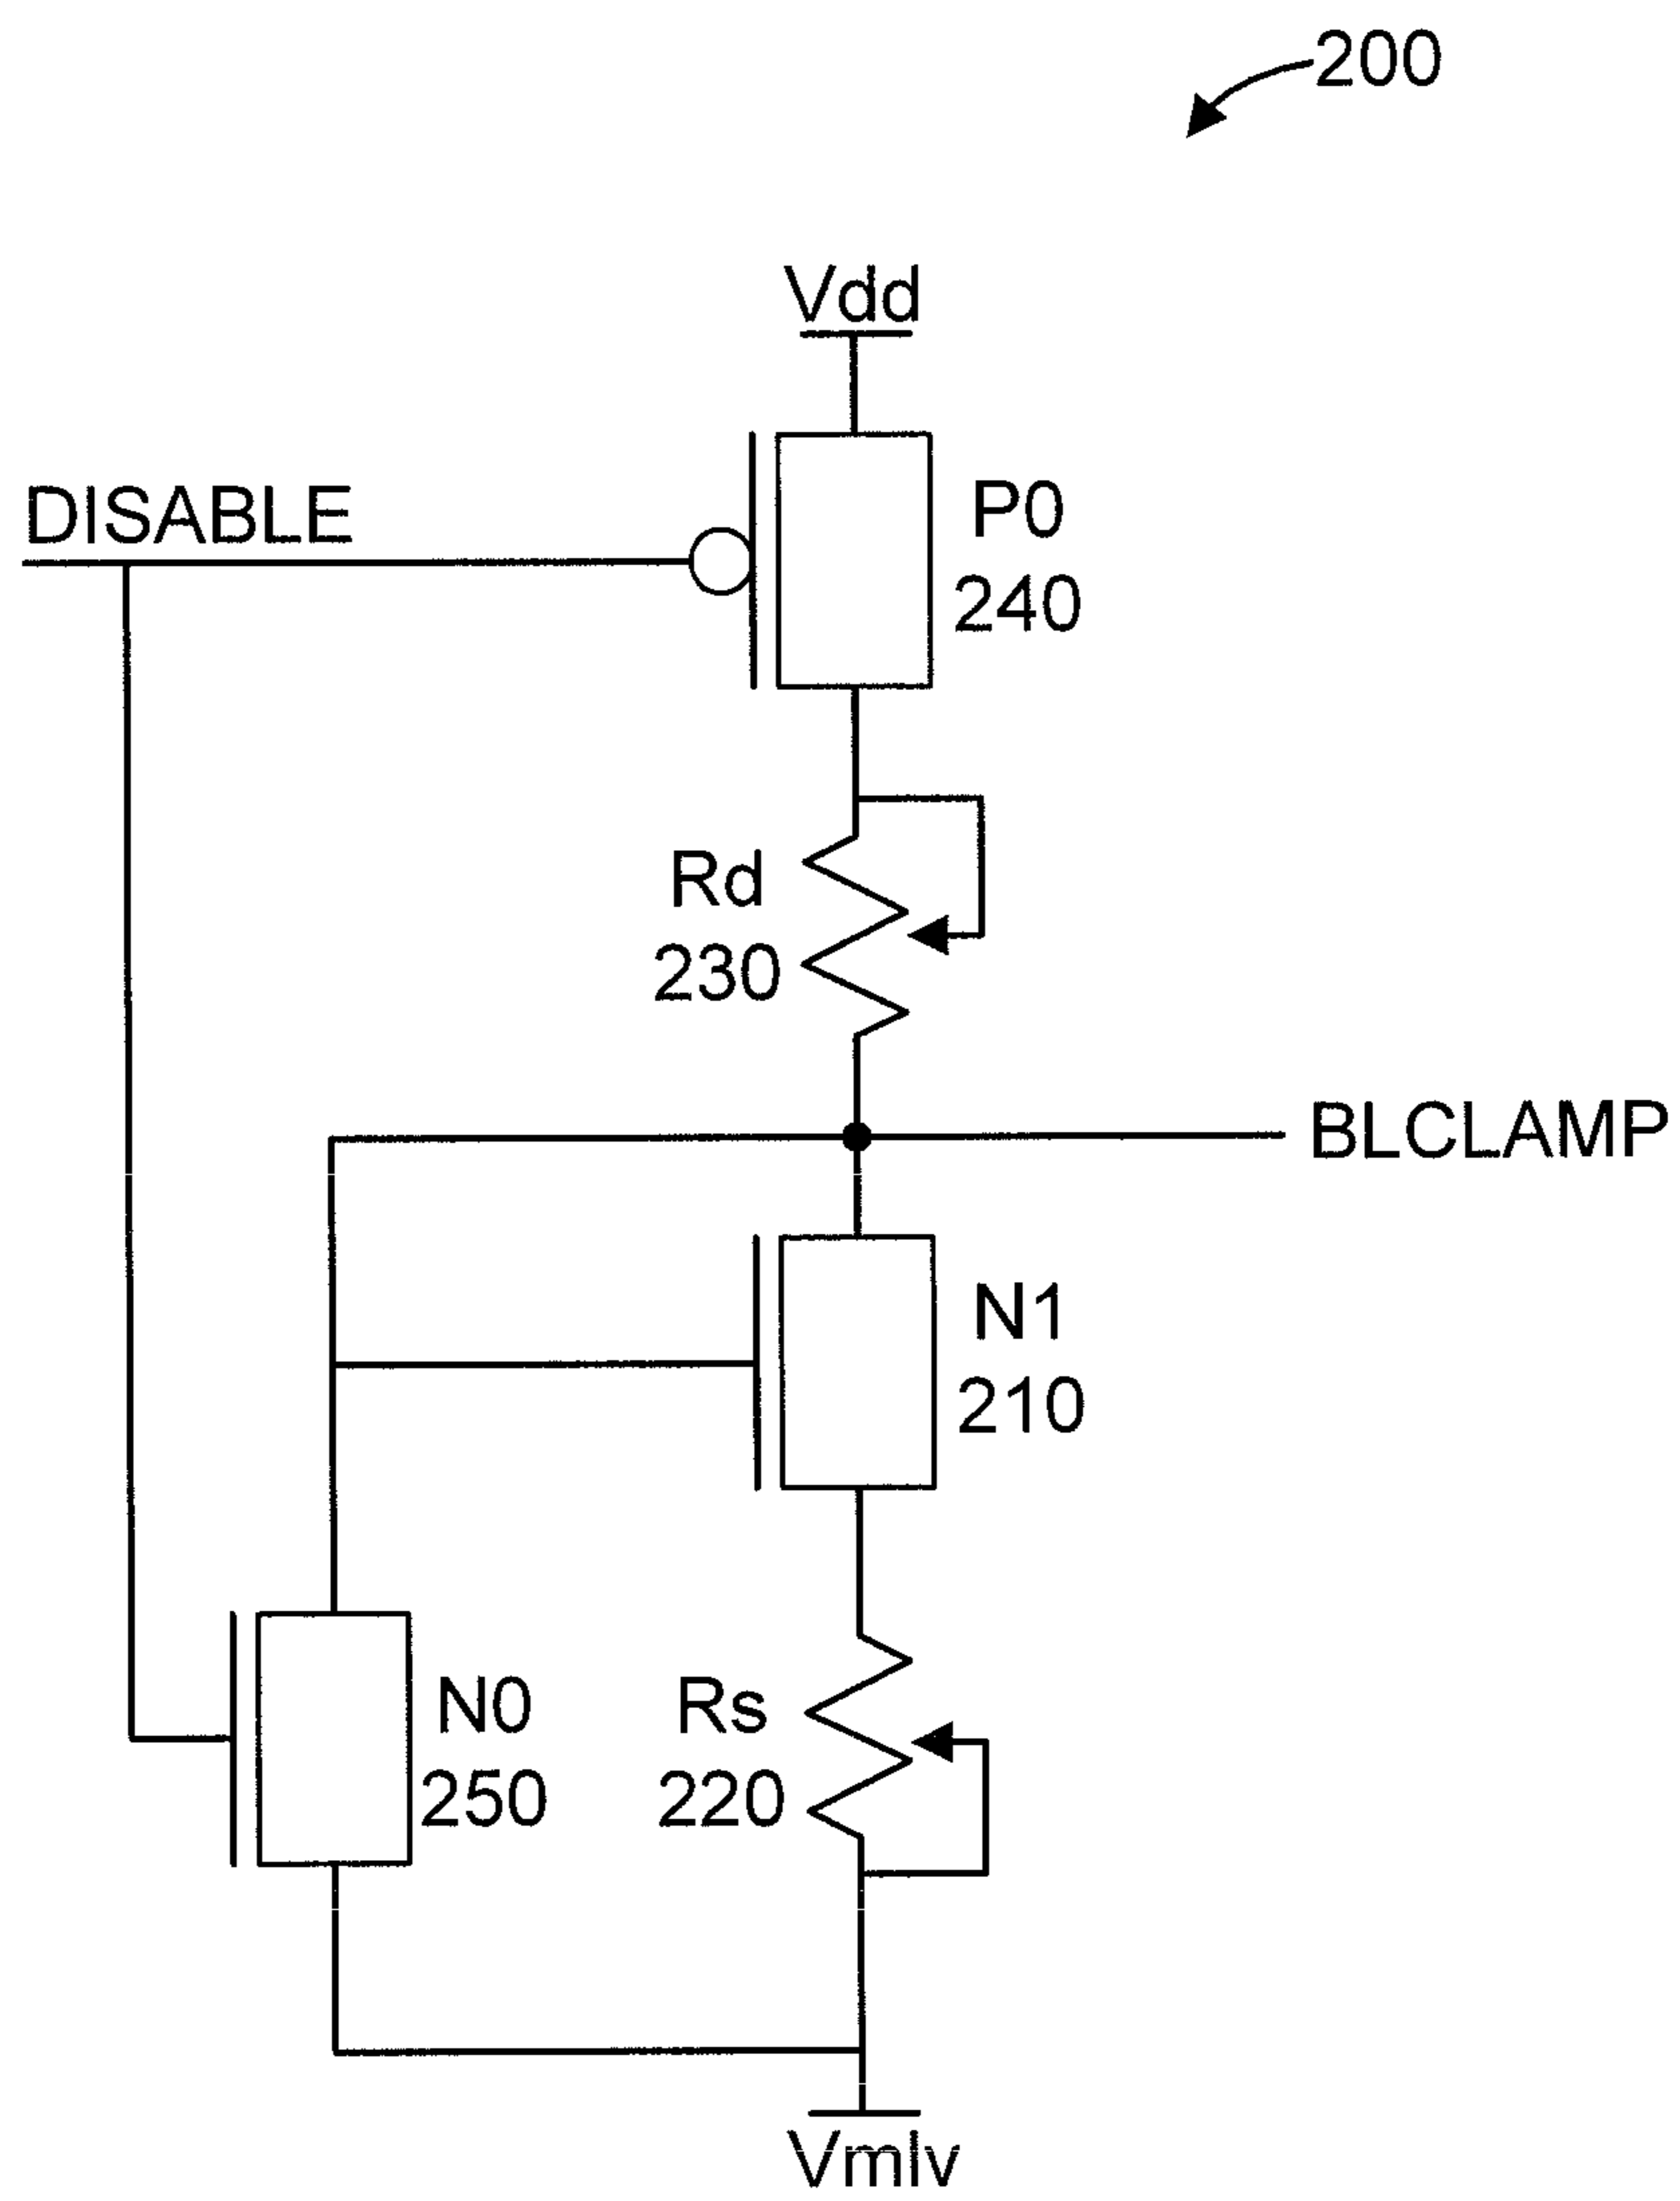 200
Vdd
DISABLE
P0
240
Rd
230
BLCLAMP
N1
210
N0
250
Rs
220
Vmlv